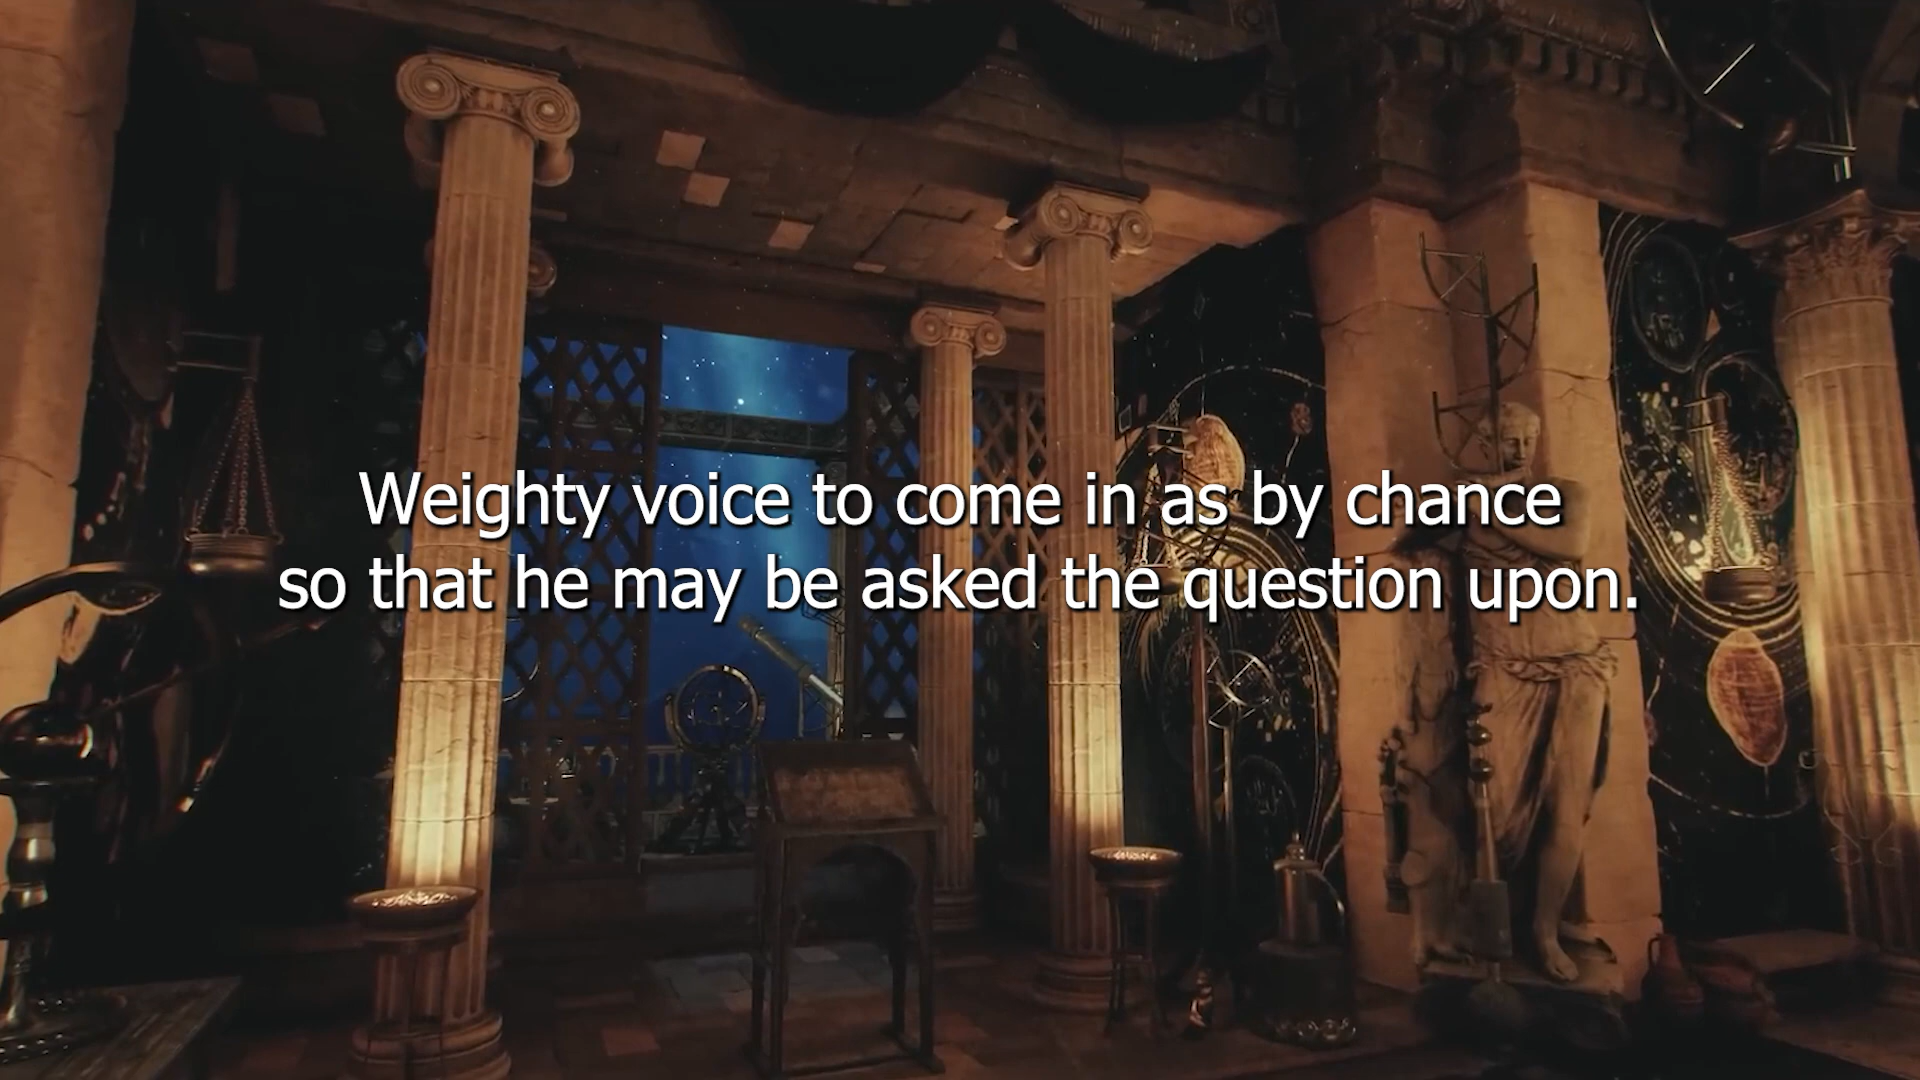 Weighty voice to come in as by chance
so that he may be asked the question upon.